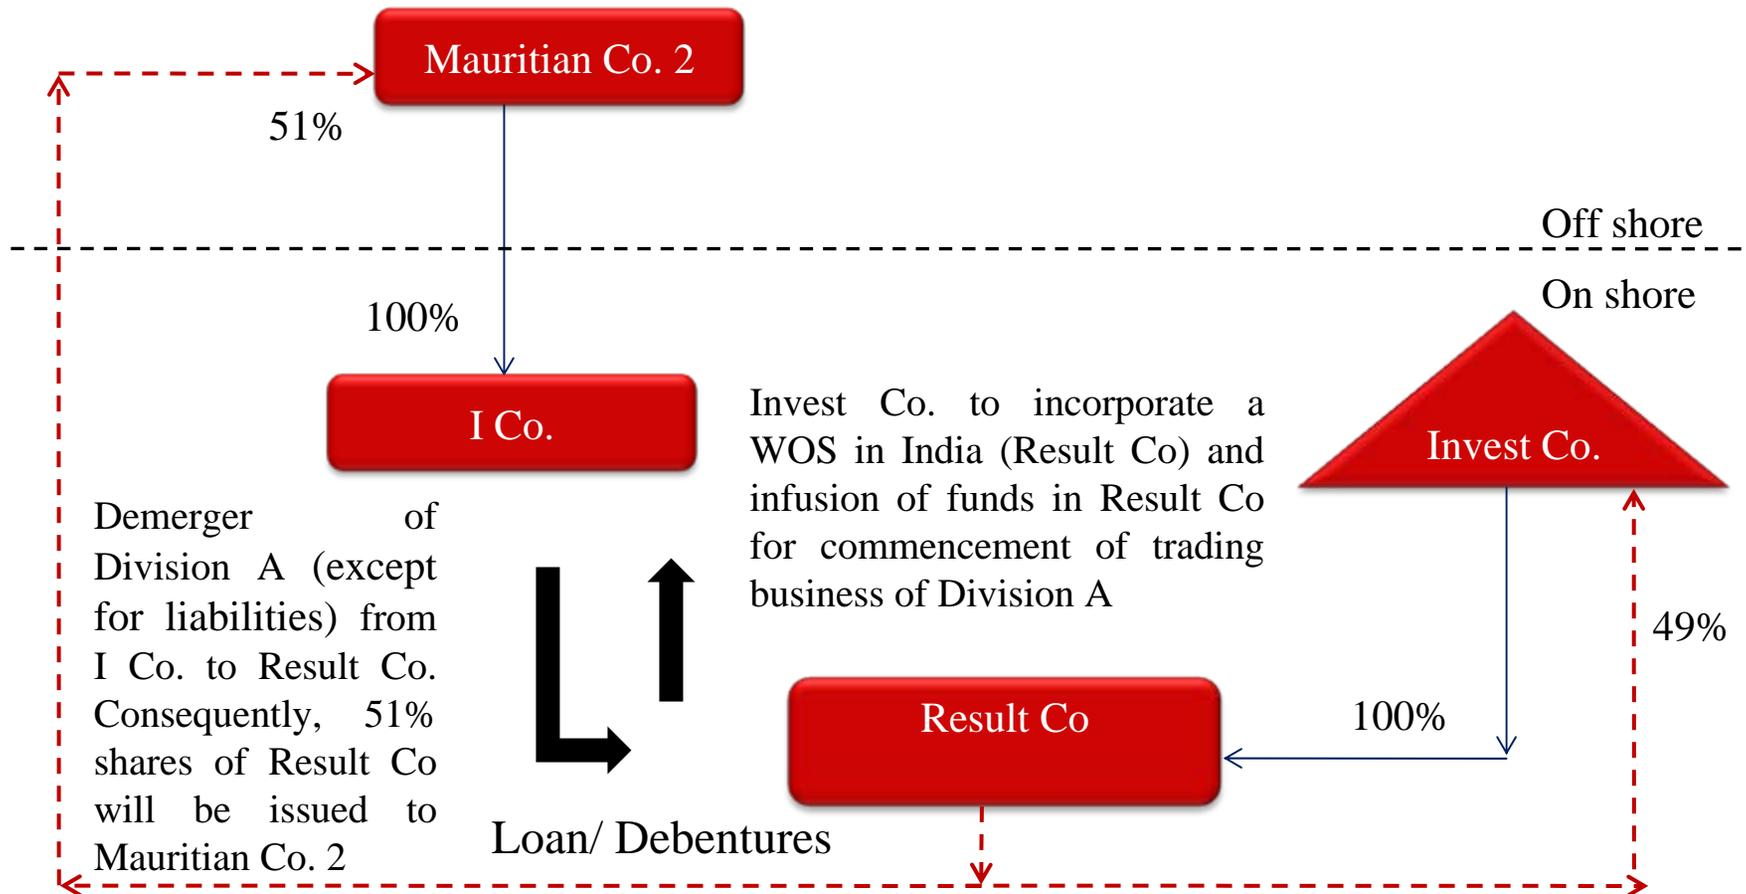 Mauritian Co. 2
51%
Off shore
On shore
100%
I Co.
Invest Co. to incorporate a
WOS in India (Result Co) and
infusion of funds in Result Co
for commencement of trading
business of Division A
Invest Co.
Demerger of
Division A (except
for liabilities) from
I Co. to Result Co.
Consequently, 51%
shares of Result Co
will be issued to
Mauritian Co. 2
49%
Result Co
100%
Loan/ Debentures